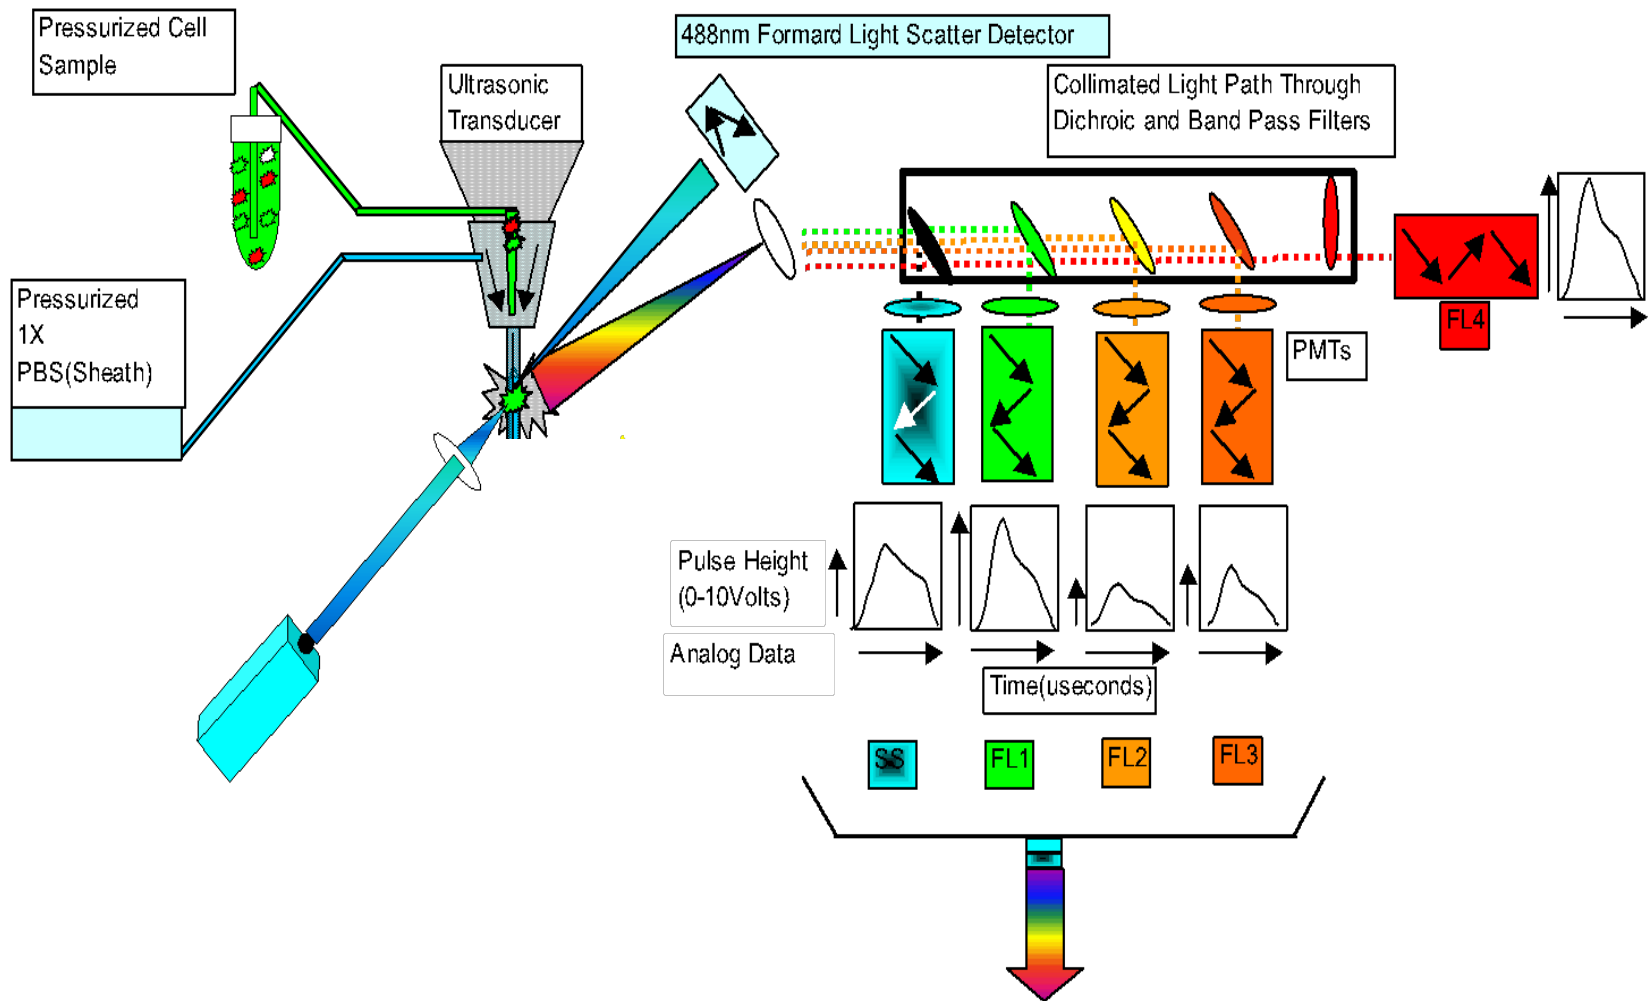 Pressurized Cell
Sample
488nm Formard Light Scatter Detector
Ultrasonic
Transducer
Collimated Light Path Through
Dichroic and Band Pass Filters
Pressurized
1X
PBS(Sheath)
FL4
PMTs
Pulse Height
(0-10Volts)
Analog Data
Time(useconds)
SS
FL1
FL2
FL3